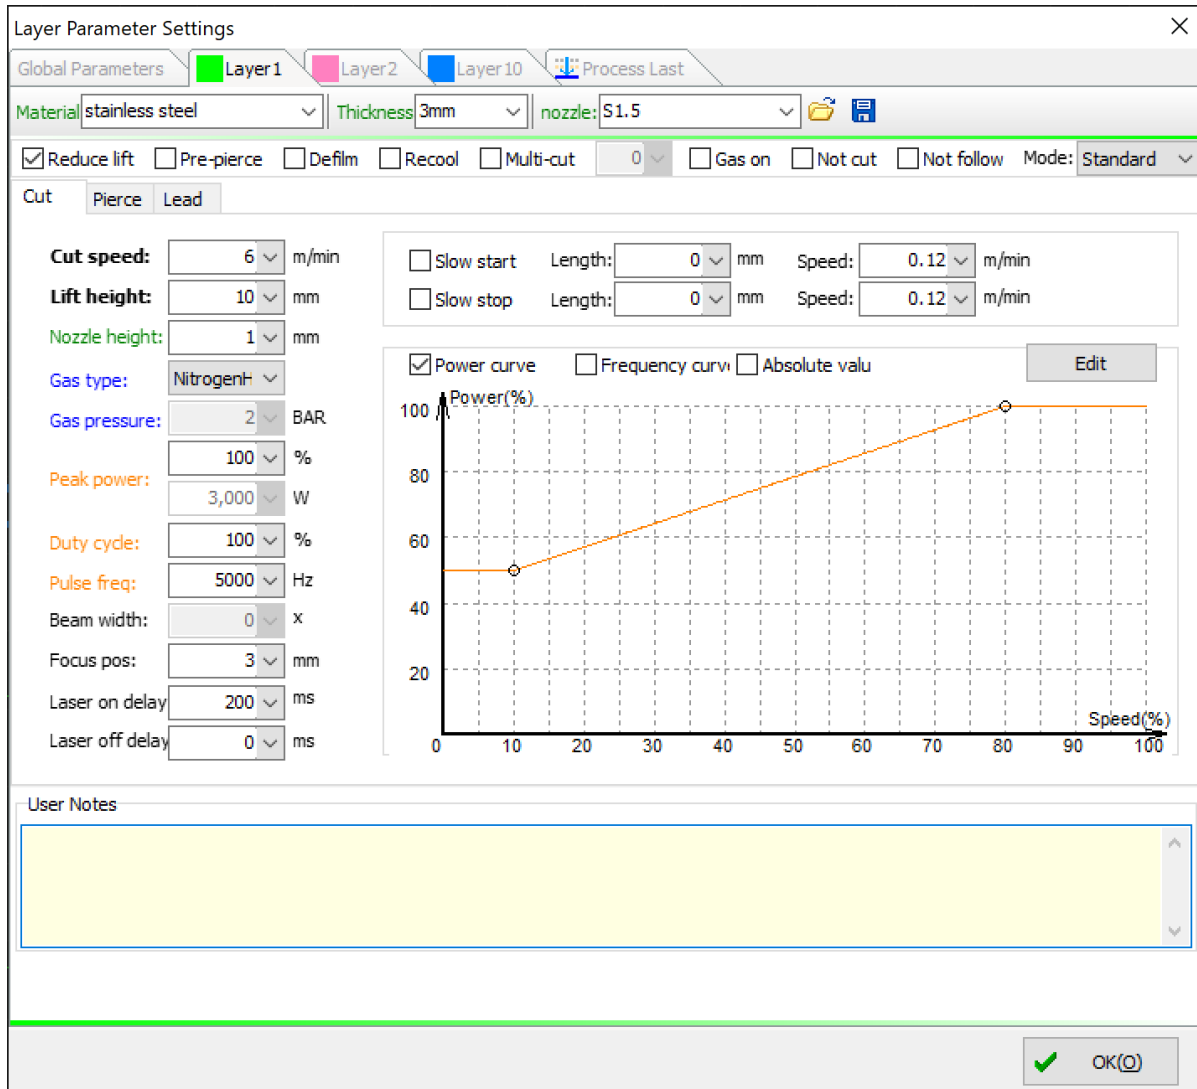 Layer Parameter Settings
Global Parameters Layer1 Layer2 Layer10 Process Last
Material stainless steel Thickness 3mm nozzle: S1.5
Reduce lift Pre-pierce Defilm Recool Multi-cut 0 Gas on Not cut Not follow Mode: Standard
Cut Pierce Lead
Cut speed: 6 m/min
Lift height: 10 mm
Nozzle height: 1 mm
Gas type: NitrogenH
Gas pressure: 2 BAR
Peak power: 100 %
3,000 W
Duty cycle: 100 %
Pulse freq: 5000 Hz
Beam width: 0 x
Focus pos: 3 mm
Laser on delay 200 ms
Laser off delay 0 ms
Slow start Length: 0 mm Speed: 0.12 m/min
Slow stop Length: 0 mm Speed: 0.12 m/min
Power curve Frequency curv Absolute valu Edit
Power(%)
100
80
60
40
20
Speed(%)
0 10 20 30 40 50 60 70 80 90 100
User Notes
OK(O)